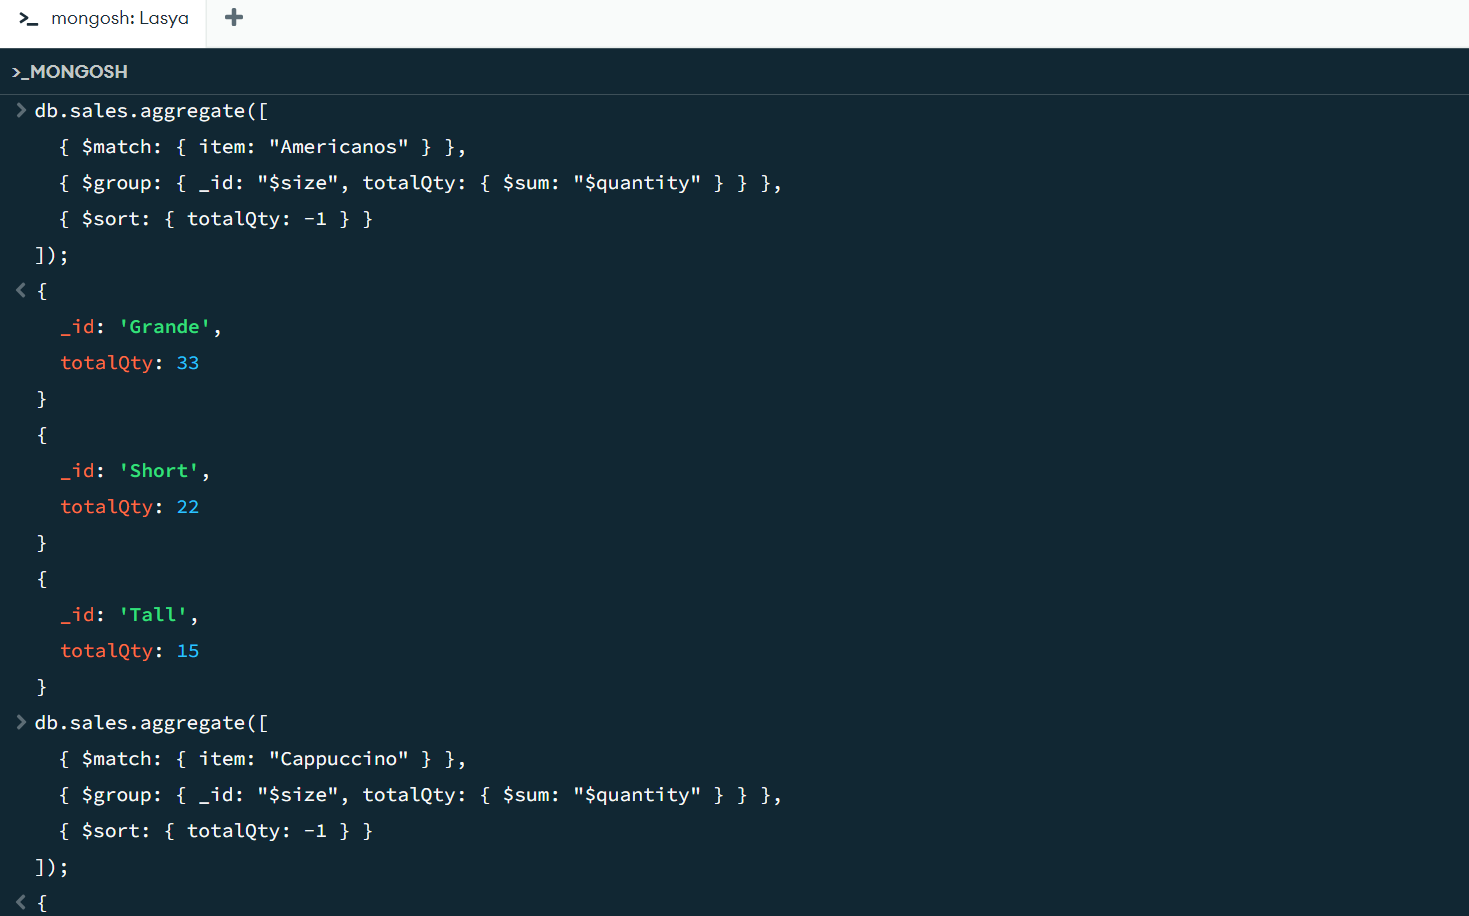 mongosh: Lasya
>_MONGOSH
db.sales.aggregate([
{ $match: { item: "Americanos" } },
{ $group: { _id: "$size", totalQty: { $sum: "$quantity" } } },
{ $sort: { totalQty: -1 } }
]);
{
_id: 'Grande',
totalQty: 33
}
{
_id: 'Short',
totalQty: 22
}
{
_id: 'Tall',
totalQty: 15
}
db.sales.aggregate([
{ $match: { item: "Cappuccino" } },
{ $group: { _id: "$size", totalQty: { $sum: "$quantity" } } },
{ $sort: { totalQty: -1 } }
]);
{